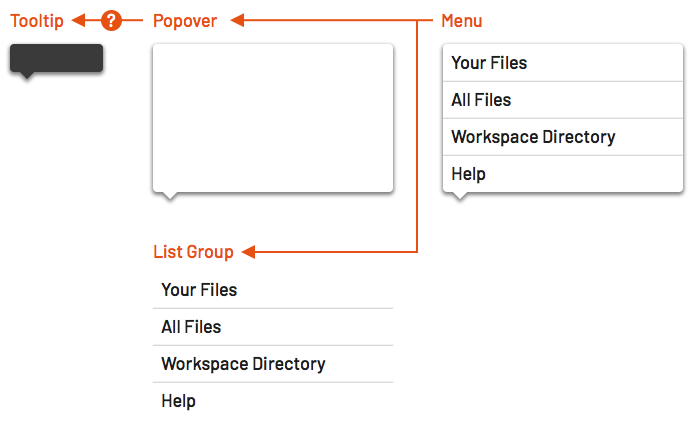 Tooltip
?
Popover
Menu
Your Files
All Files
Workspace Directory
Help
List Group
Your Files
All Files
Workspace Directory
Help